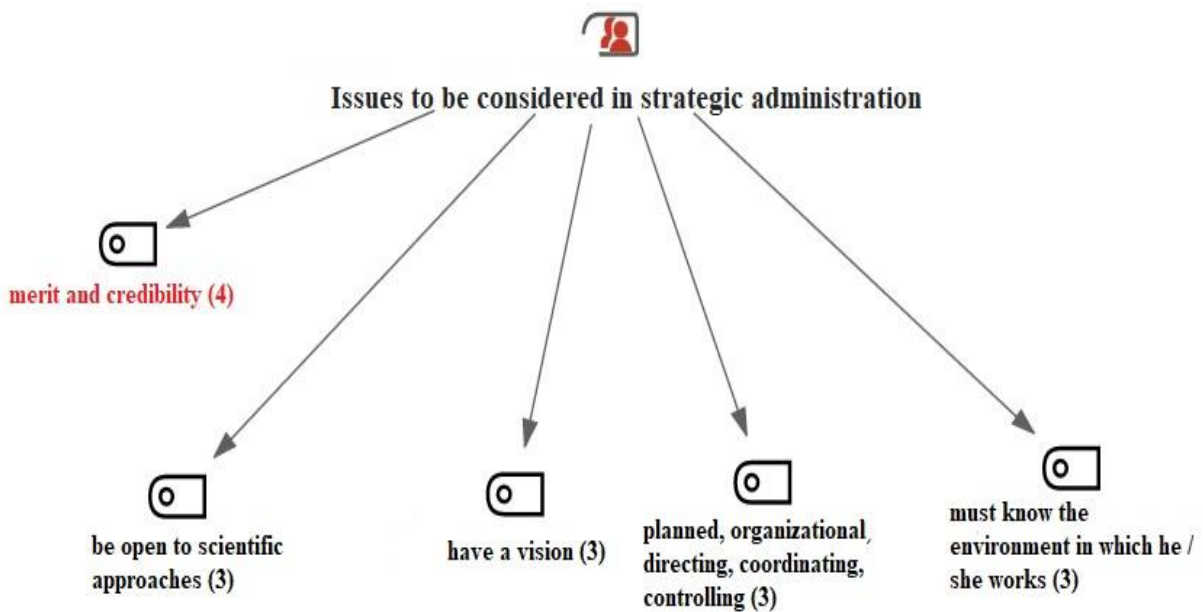 Issues to be considered in strategic administration
merit and credibility (4)
be open to scientific
approaches (3)
have a vision (3)
planned, organizational,
directing, coordinating,
controlling (3)
must know the
environment in which he /
she works (3)